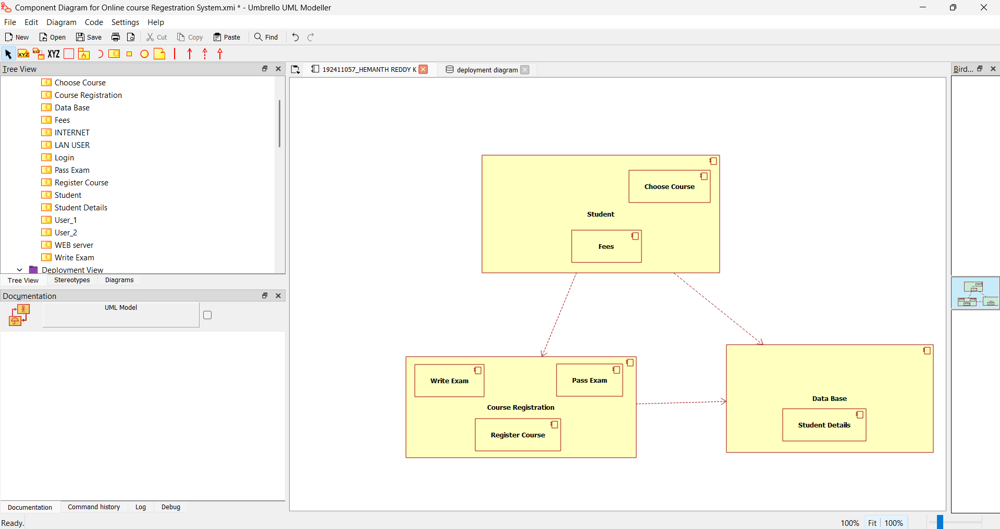 Component Diagram for Online course Regestration System.xmi * - Umbrello UML Modeller
File Edit Diagram Code Settings Help
New Open Save Cut Copy Paste Find
XYZ XYZ XYZ
Tree View
192411057_HEMANTH REDDY K
deployment diagram
Bird...
Choose Course
Course Registration
Data Base
Fees
INTERNET
LAN USER
Login
Pass Exam
Register Course
Student
Student Details
User_1
User_2
WEB server
Write Exam
Deployment View
Tree View Stereotypes Diagrams
Documentation
UML Model
Choose Course
Student
Fees
Write Exam
Pass Exam
Course Registration
Register Course
Data Base
Student Details
Documentation Command history Log Debug
Ready.
100% Fit 100%